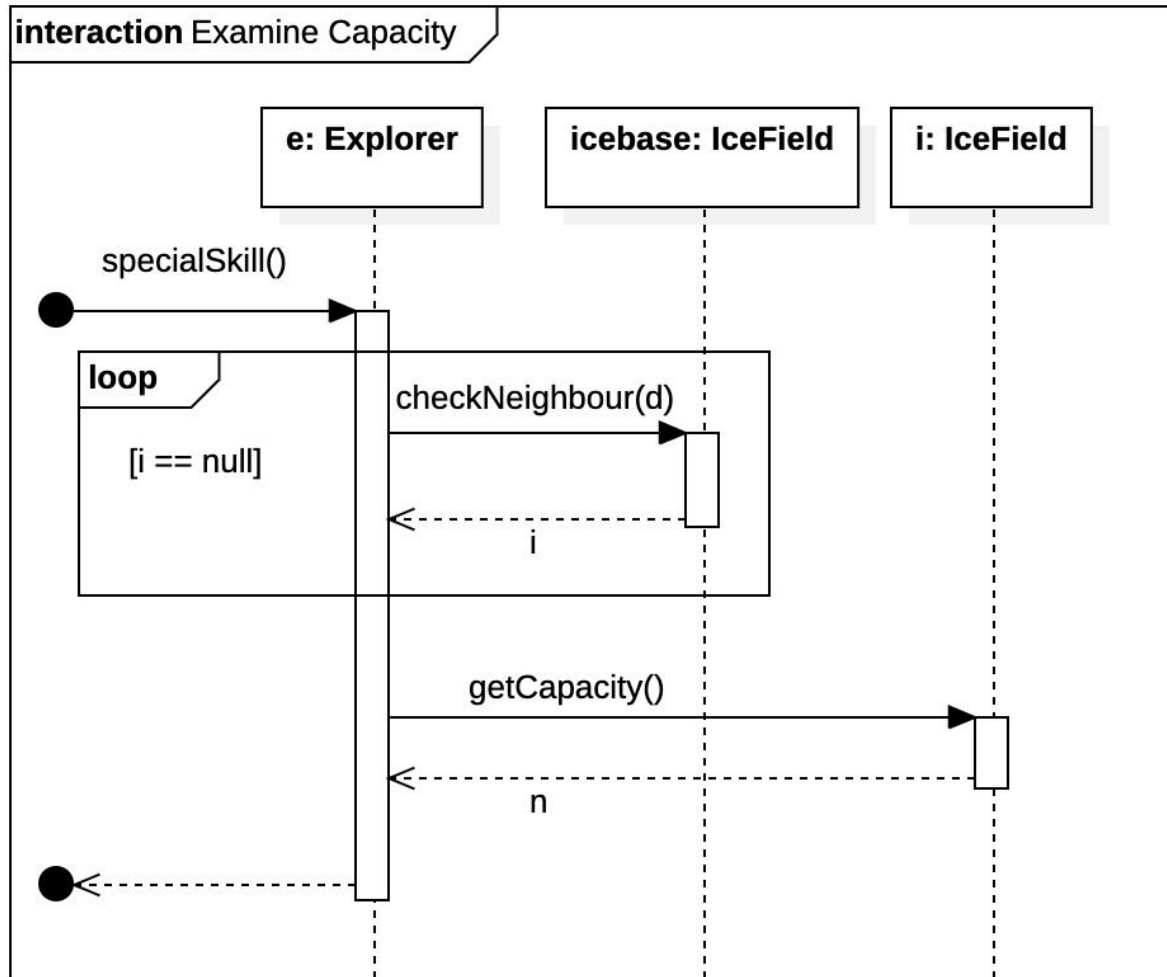 interaction Examine Capacity
e: Explorer
icebase: IceField
i: IceField
specialSkill()
loop
checkNeighbour(d)
[i == null]
i
getCapacity()
n